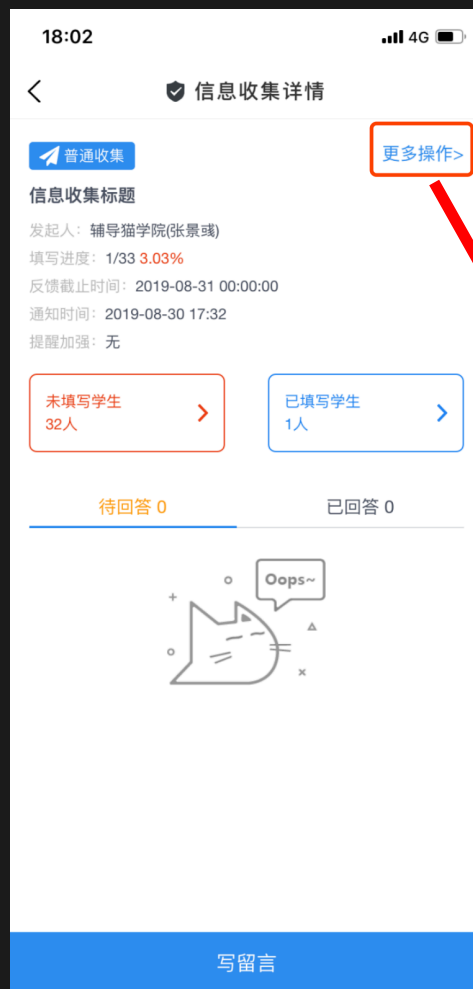 18:02
4G
信息收集详情
普通收集
更多操作>
信息收集标题
发起人：辅导猫学院(张景彧)
填写进度：1/33 3.03%
反馈截止时间：2019-08-31 00:00:00
通知时间：2019-08-30 17:32
提醒加强：无
未填写学生
32人
已填写学生
1人
待回答 0
已回答 0
Oops~
写留言